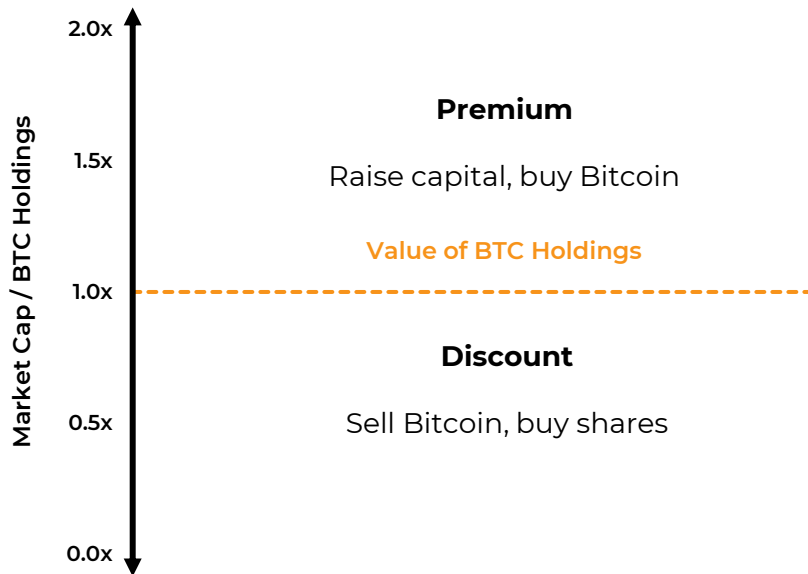 Market Cap / BTC Holdings
2.0x
Premium
1.5x
Raise capital, buy Bitcoin
Value of BTC Holdings
1.0x
Discount
0.5x
Sell Bitcoin, buy shares
0.0x